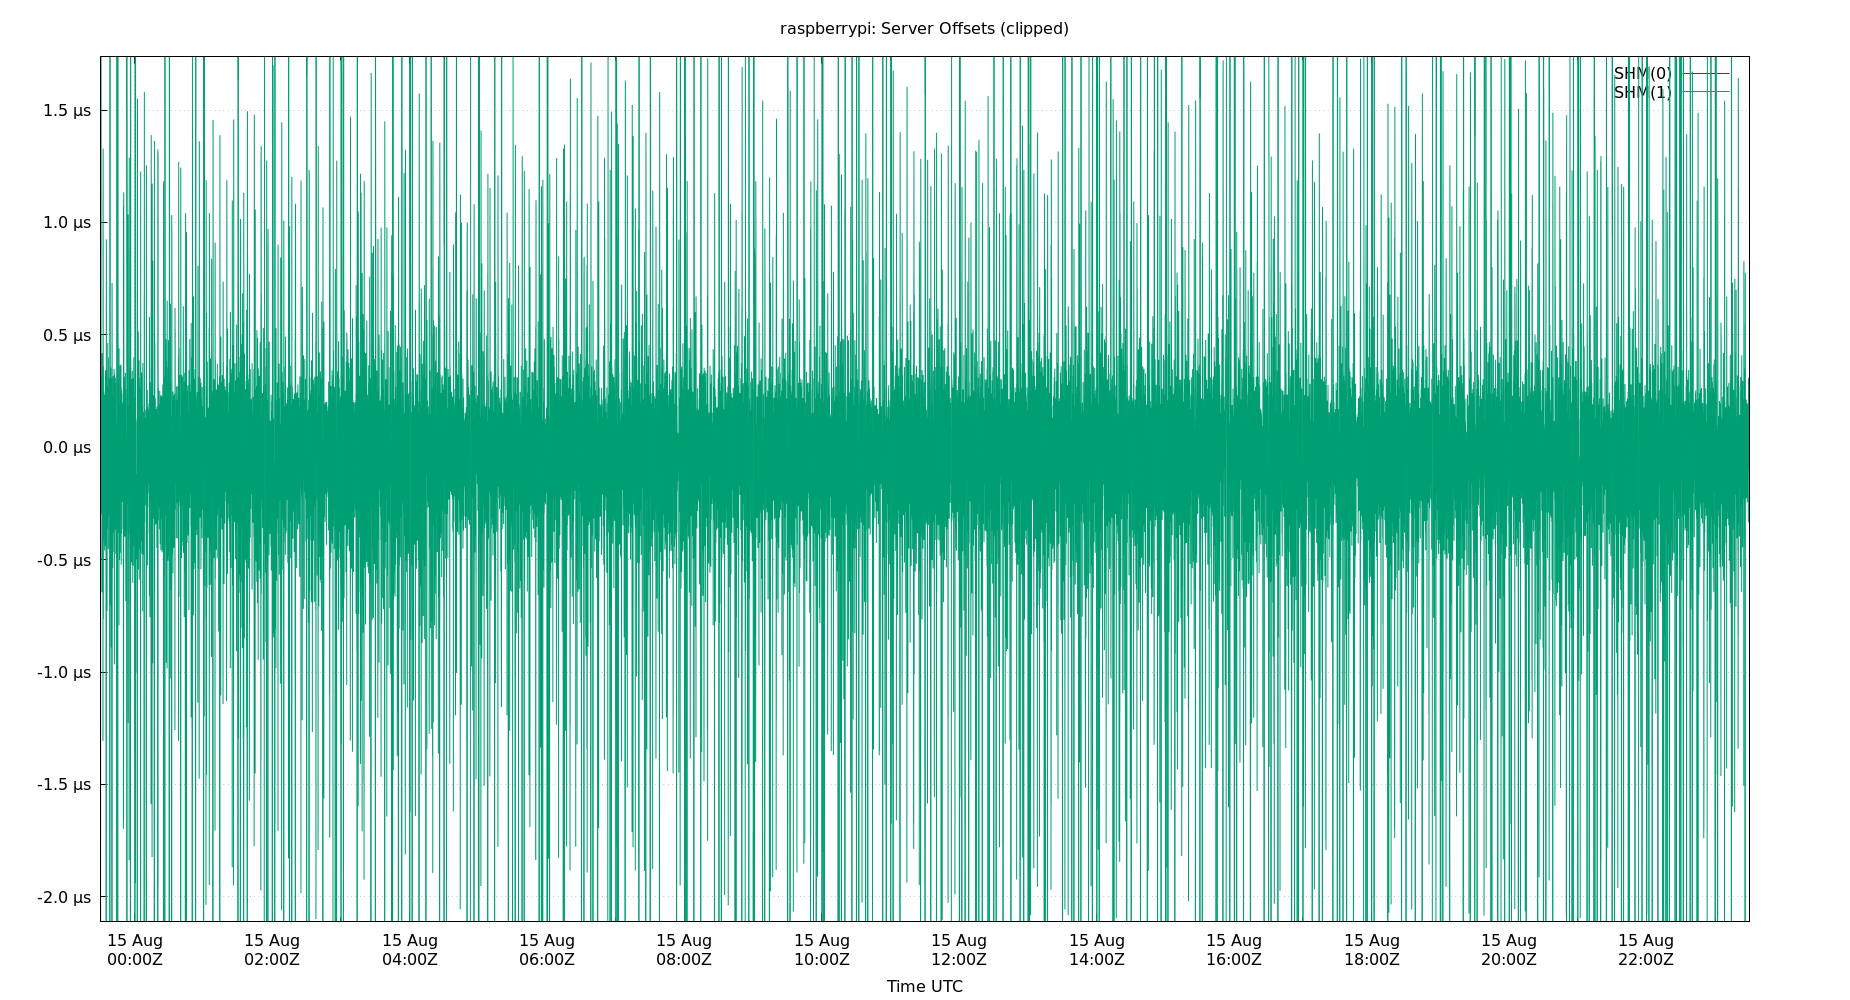 raspberrypi: Server Offsets (clipped)
SHM(0)
SHM(1)
1.5 µs
1.0 µs
0.5 µs
0.0 µs
-0.5 µs
-1.0 µs
-1.5 µs
-2.0 µs
15 Aug 15 Aug 15 Aug 15 Aug 15 Aug 15 Aug 15 Aug 15 Aug 15 Aug 15 Aug 15 Aug 15 Aug
00:00Z 02:00Z 04:00Z 06:00Z 08:00Z 10:00Z 12:00Z 14:00Z 16:00Z 18:00Z 20:00Z 22:00Z
Time UTC